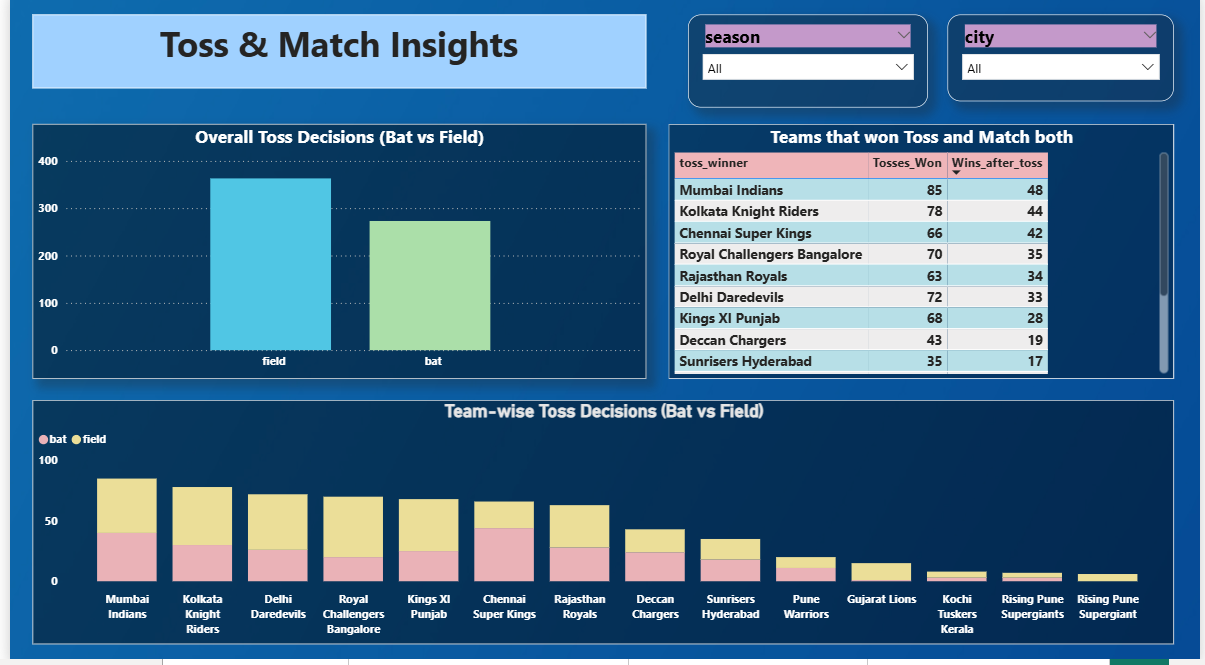 Toss & Match Insights
season
All
city
All
Overall Toss Decisions (Bat vs Field)
400
300
200
100
0
field
bat
Teams that won Toss and Match both
toss_winner Tosses_Won Wins_after_toss
Mumbai Indians 85 48
Kolkata Knight Riders 78 44
Chennai Super Kings 66 42
Royal Challengers Bangalore 70 35
Rajasthan Royals 63 34
Delhi Daredevils 72 33
Kings XI Punjab 68 28
Deccan Chargers 43 19
Sunrisers Hyderabad 35 17
Team-wise Toss Decisions (Bat vs Field)
bat field
100
50
0
Mumbai
Indians
Kolkata
Knight
Riders
Delhi
Daredevils
Royal
Challengers
Bangalore
Kings XI
Punjab
Chennai
Super Kings
Rajasthan
Royals
Deccan
Chargers
Sunrisers
Hyderabad
Pune
Warriors
Gujarat Lions
Kochi
Tuskers
Kerala
Rising Pune
Supergiants
Rising Pune
Supergiant